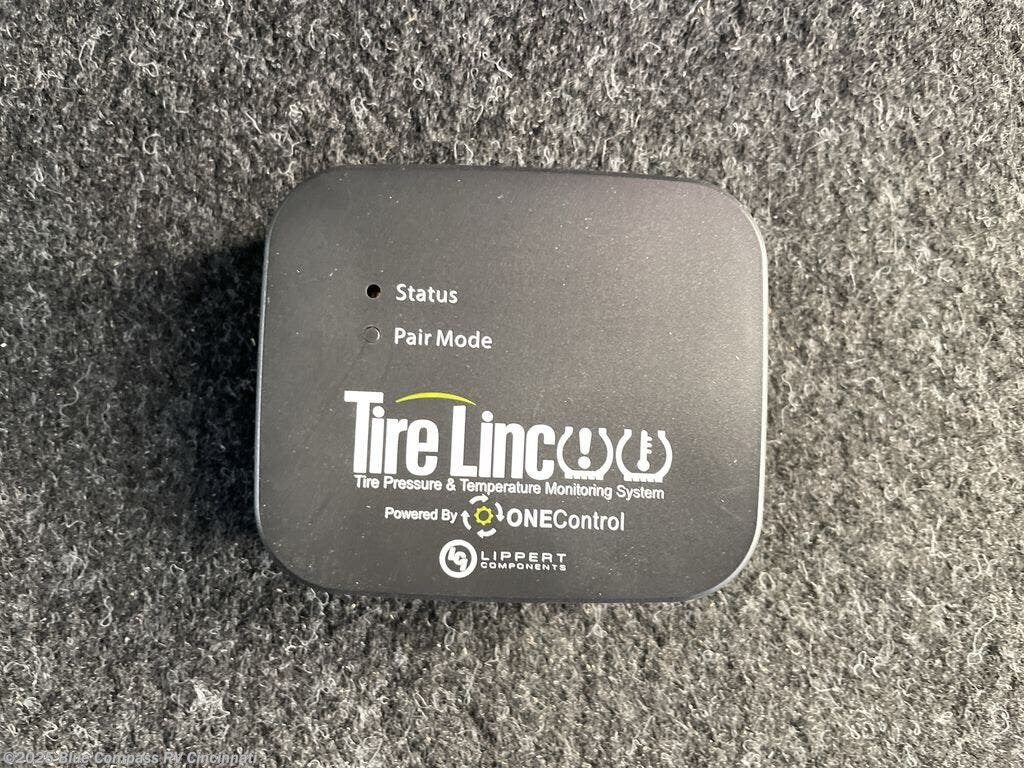 Status
Pair Mode
Tire Linc
Tire Pressure & Temperature Monitoring System
Powered By ONEControl
LCI LIPPERT
COMPONENTS
©2025 Blue Compass RV Cincinnati